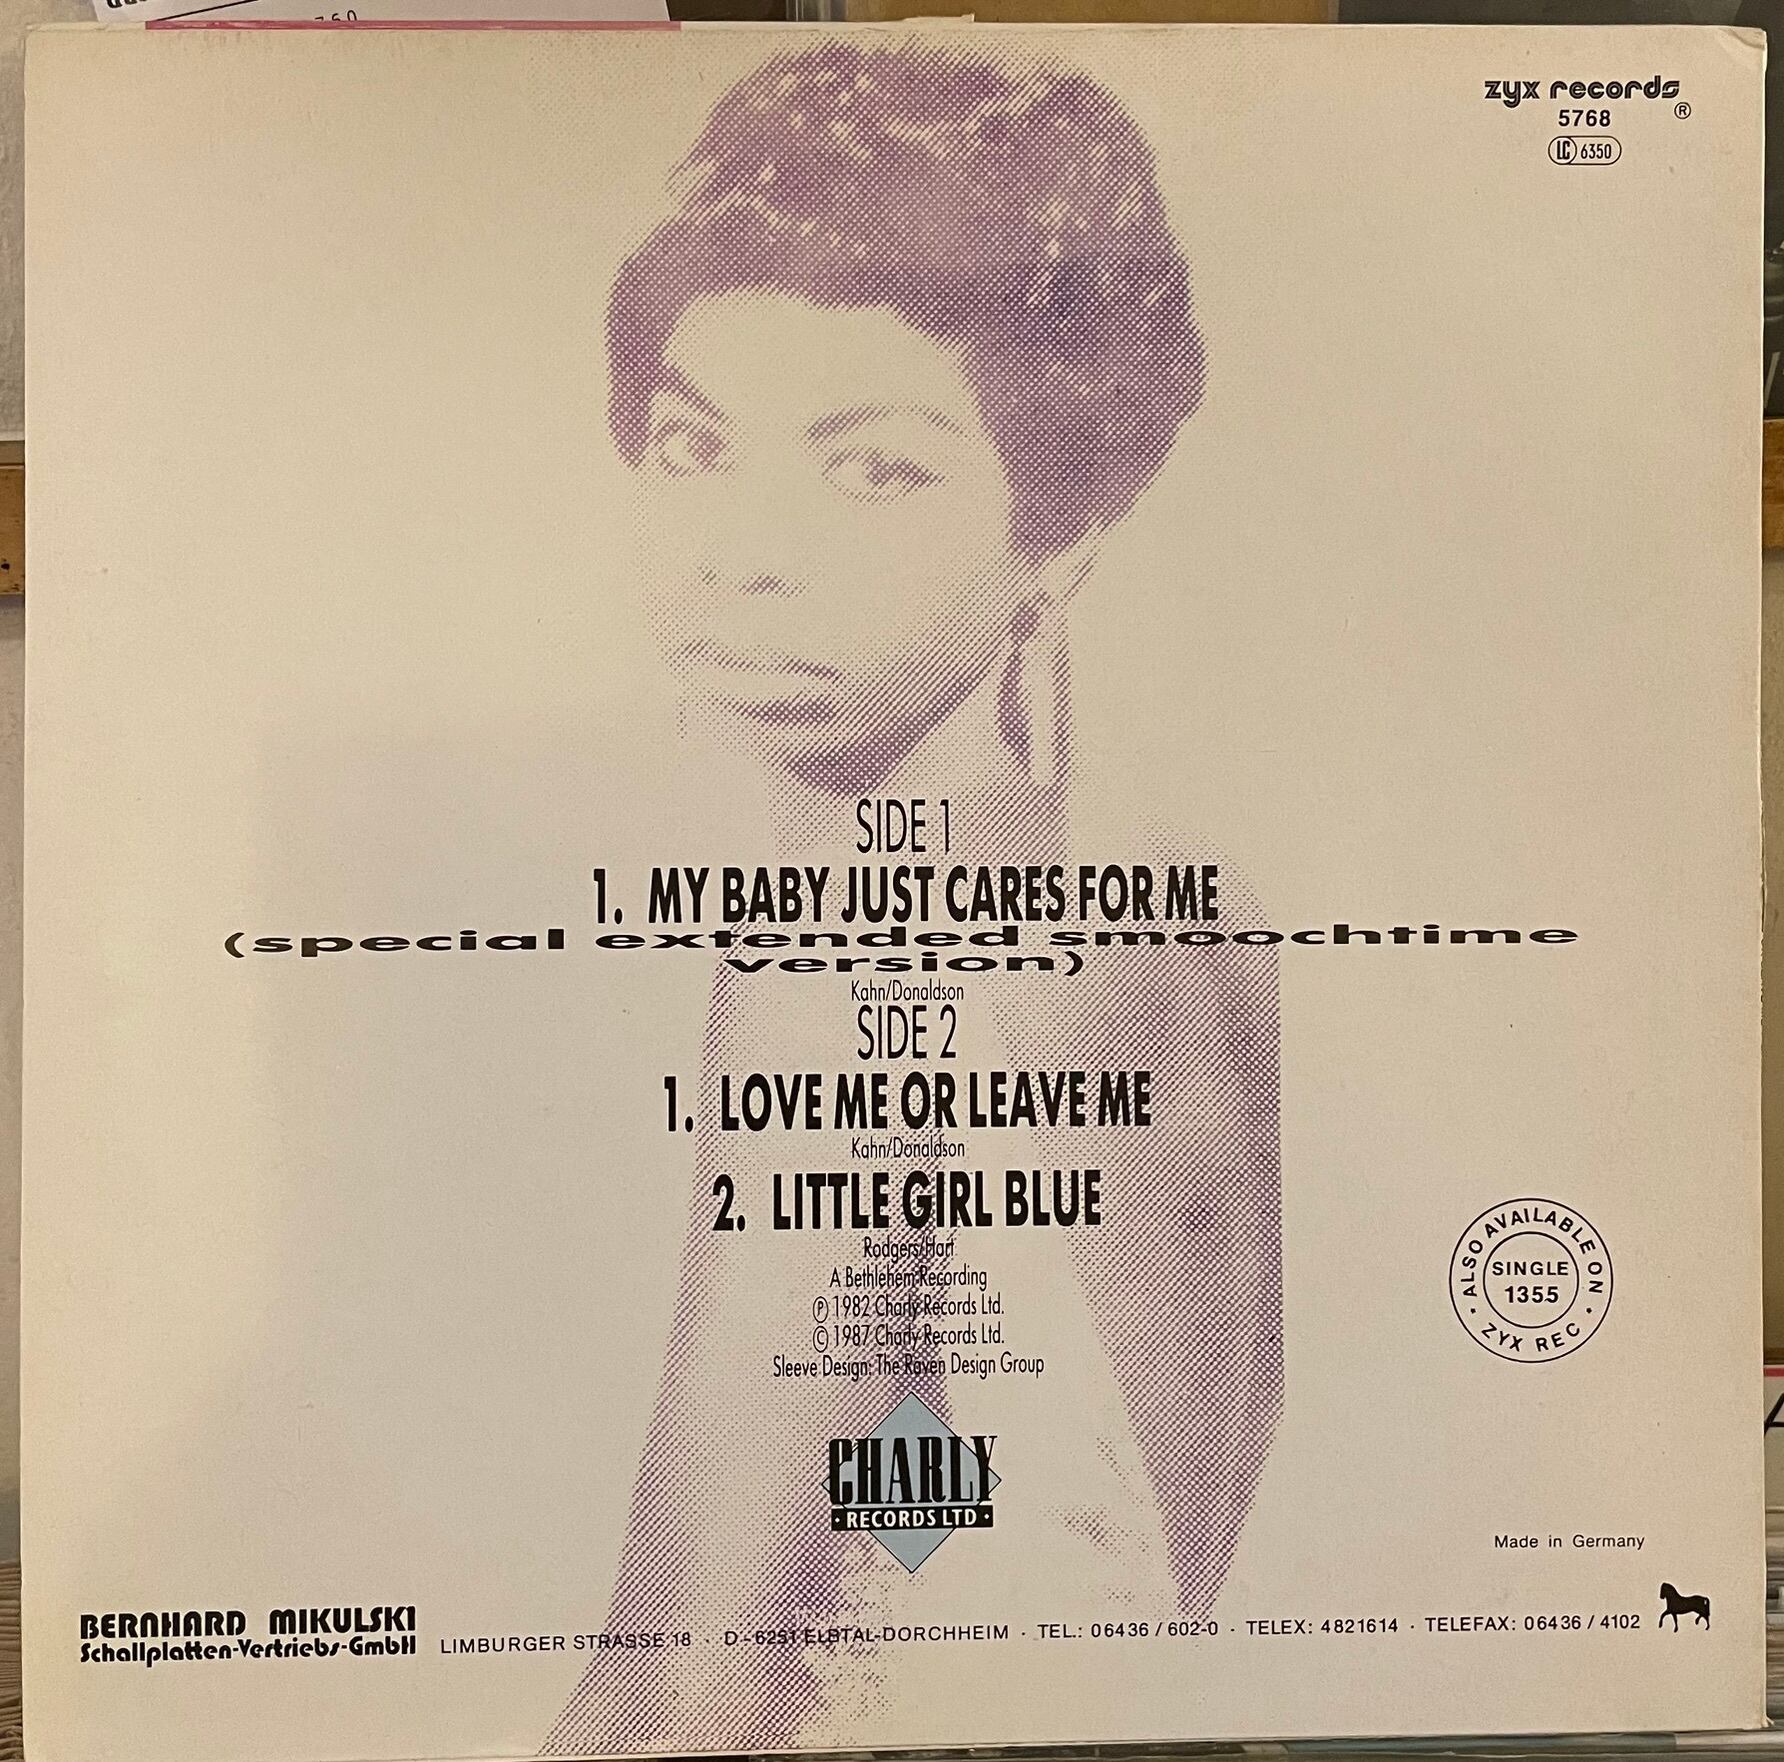 zyx records ®
5768
LC 6350
SIDE 1
1. MY BABY JUST CARES FOR ME
(special extended smoochtime
version)
Kahn/Donaldson
SIDE 2
1. LOVE ME OR LEAVE ME
Kahn/Donaldson
2. LITTLE GIRL BLUE
Rodgers/Hart
A Bethlehem Recording
℗ 1982 Charly Records Ltd.
© 1987 Charly Records Ltd.
Sleeve Design: The Raven Design Group
· ALSO AVAILABLE ON ·
SINGLE
1355
ZYX REC
CHARLY
· RECORDS LTD ·
Made in Germany
BERNHARD MIKULSKI
Schallplatten-Vertriebs-GmbH
LIMBURGER STRASSE 18 · D-6251 ELBTAL-DORCHHEIM · TEL.: 06436 / 602-0 · TELEX: 4821614 · TELEFAX: 06436 / 4102